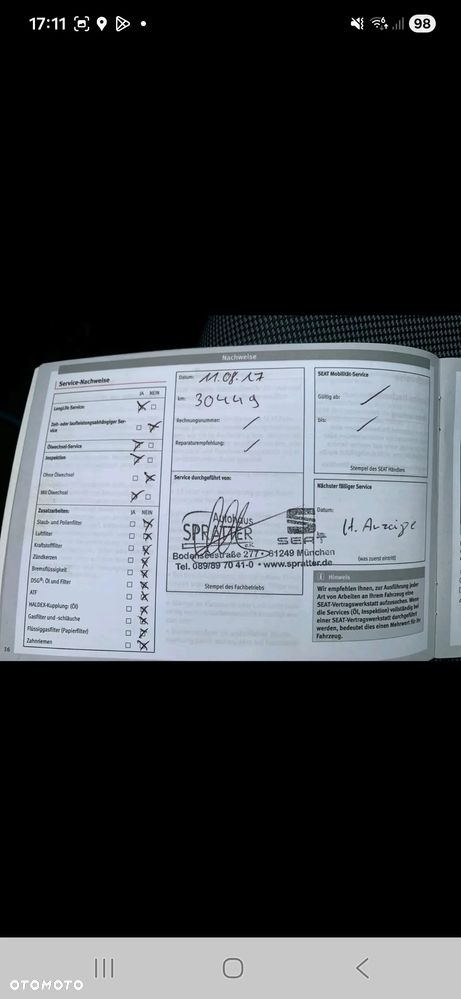 17:11
98
Nachweise
Service-Nachweise
JA NEIN
LongLife Service:
Zeit- oder laufleistungsabhängiger Ser-
vice
Ölwechsel-Service
Inspektion
Ohne Ölwechsel
Mit Ölwechsel
Zusatzarbeiten: JA NEIN
Staub- und Pollenfilter
Luftfilter
Kraftstofffilter
Zündkerzen
Bremsflüssigkeit
DSG®: Öl und Filter
ATF
HALDEX-Kupplung: (Öl)
Gasfilter und -schläuche
Flüssiggasfilter (Papierfilter)
Zahnriemen
16
Datum: 11.08.17
km: 30449
Rechnungsnummer:
Reparaturempfehlung:
Service durchgeführt von:
Autohaus
SPRATTER
e.K.
SEAT
Bodenseestraße 277 • 81249 München
Tel. 089/89 70 41-0 • www.spratter.de
Stempel des Fachbetriebs
SEAT Mobilität-Service
Gültig ab:
bis:
Stempel des SEAT Händlers
Nächster fälliger Service
Datum:
lt. Anzeige
(was zuerst eintritt)
i Hinweis
Wir empfehlen Ihnen, zur Ausführung jeder
Art von Arbeiten an Ihrem Fahrzeug eine
SEAT-Vertragswerkstatt aufzusuchen. Wenn
die Services (Öl, Inspektion) vollständig bei
einer SEAT-Vertragswerkstatt durchgeführt
werden, bedeutet dies einen Mehrwert für Ihr
Fahrzeug.
OTOMOTO